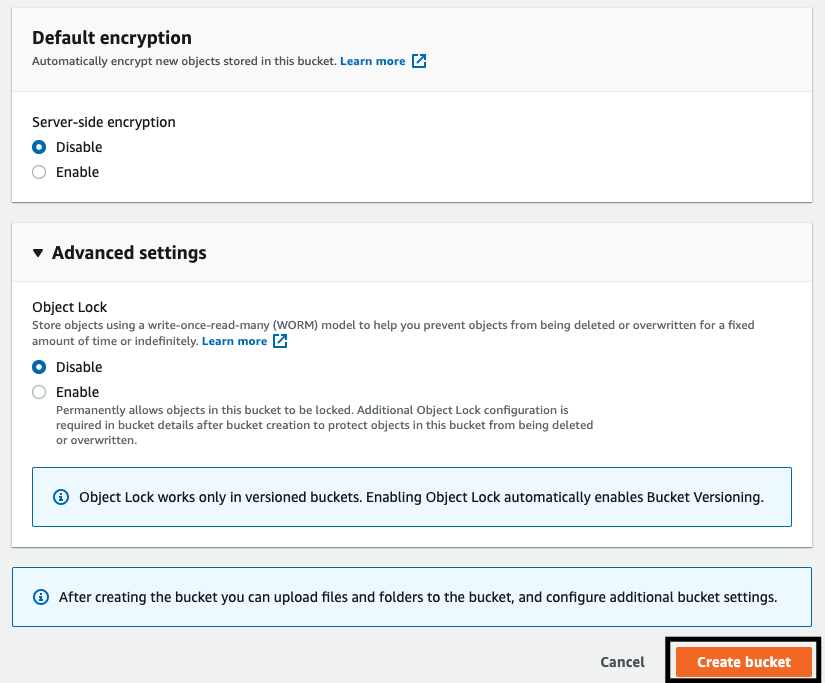 Default encryption
Automatically encrypt new objects stored in this bucket. Learn more
Server-side encryption
Disable
Enable
Advanced settings
Object Lock
Store objects using a write-once-read-many (WORM) model to help you prevent objects from being deleted or overwritten for a fixed
amount of time or indefinitely. Learn more
Disable
Enable
Permanently allows objects in this bucket to be locked. Additional Object Lock configuration is
required in bucket details after bucket creation to protect objects in this bucket from being deleted
or overwritten.
Object Lock works only in versioned buckets. Enabling Object Lock automatically enables Bucket Versioning.
After creating the bucket you can upload files and folders to the bucket, and configure additional bucket settings.
Cancel Create bucket